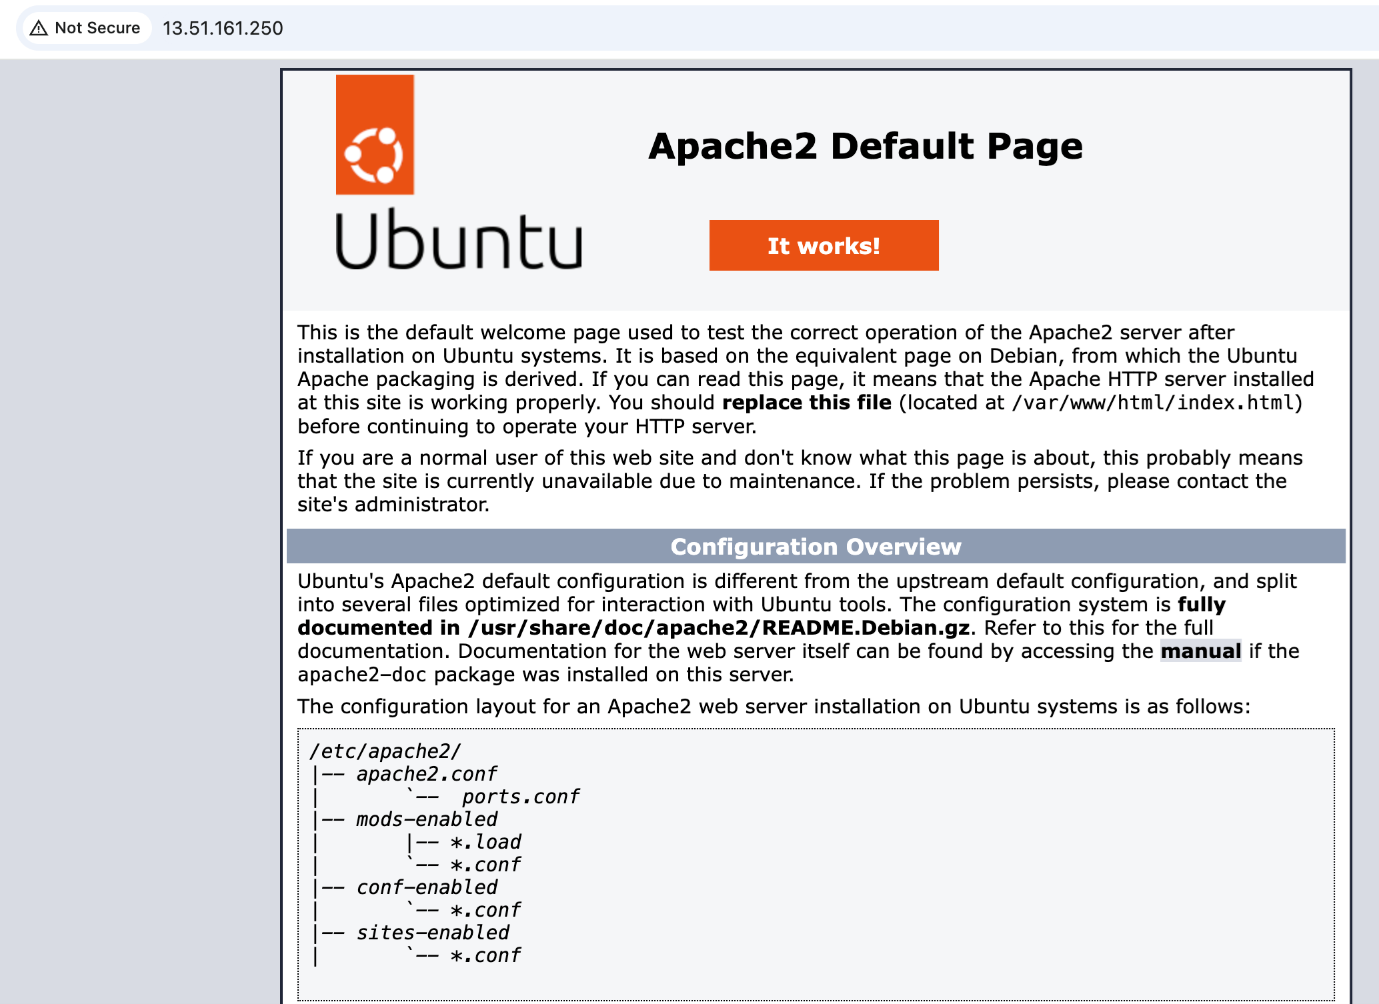 Not Secure 13.51.161.250
Apache2 Default Page
Ubuntu
It works!
This is the default welcome page used to test the correct operation of the Apache2 server after
installation on Ubuntu systems. It is based on the equivalent page on Debian, from which the Ubuntu
Apache packaging is derived. If you can read this page, it means that the Apache HTTP server installed
at this site is working properly. You should replace this file (located at /var/www/html/index.html)
before continuing to operate your HTTP server.
If you are a normal user of this web site and don't know what this page is about, this probably means
that the site is currently unavailable due to maintenance. If the problem persists, please contact the
site's administrator.
Configuration Overview
Ubuntu's Apache2 default configuration is different from the upstream default configuration, and split
into several files optimized for interaction with Ubuntu tools. The configuration system is fully
documented in /usr/share/doc/apache2/README.Debian.gz. Refer to this for the full
documentation. Documentation for the web server itself can be found by accessing the manual if the
apache2-doc package was installed on this server.
The configuration layout for an Apache2 web server installation on Ubuntu systems is as follows:
/etc/apache2/
|-- apache2.conf
|       `--  ports.conf
|-- mods-enabled
|       |-- *.load
|       `-- *.conf
|-- conf-enabled
|       `-- *.conf
|-- sites-enabled
|       `-- *.conf